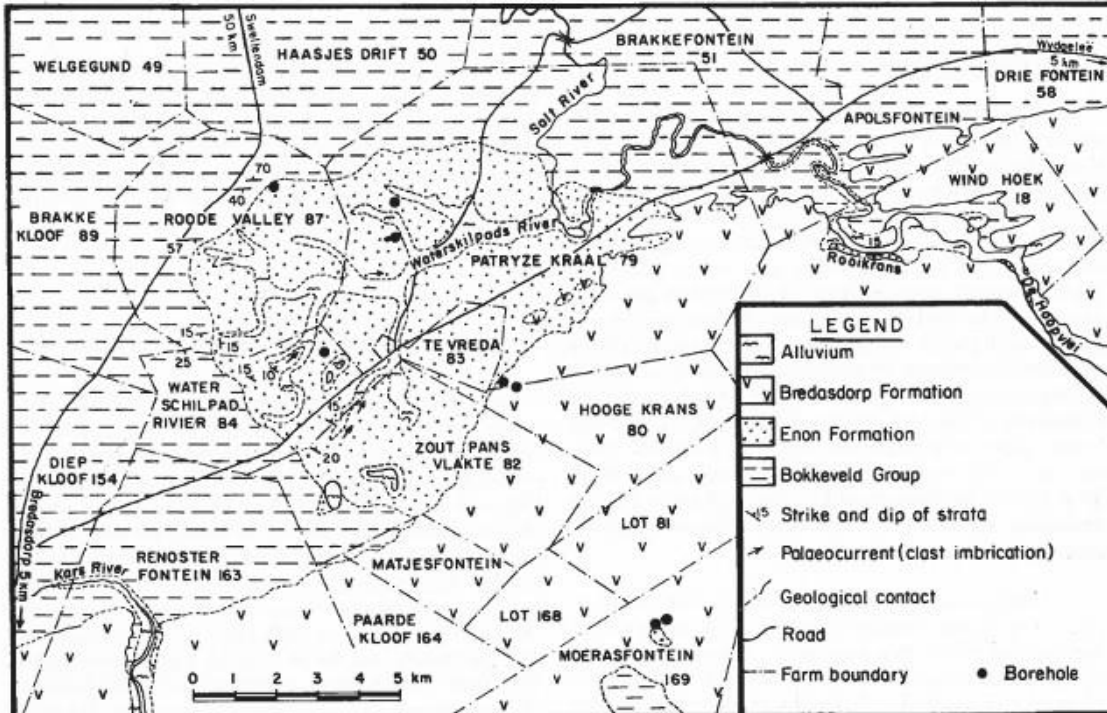 50 km
Swellendam
WELGEGUND 49
HAASJES DRIFT 50
BRAKKEFONTEIN
51
Wydgeleë
5 km
DRIE FONTEIN
58
Salt River
APOLSFONTEIN
70
40
BRAKKE
KLOOF 89
ROODE VALLEY 87
57
WIND HOEK
18
Waterskilpads River
PATRYZE KRAAL 79
15
Rooikrans
De Hoopvlei
15
15
25
15
10
TE VREDA
83
WATER
SCHILPAD
RIVIER 84
15
HOOGE KRANS
80
ZOUT PANS
VLAKTE 82
20
DIEP
KLOOF 154
Bredasdorp 5 km
LOT 81
RENOSTER
FONTEIN 163
MATJESFONTEIN
Kars River
PAARDE
KLOOF 164
LOT 168
MOERASFONTEIN
169
0 1 2 3 4 5 km
LEGEND
Alluvium
Bredasdorp Formation
Enon Formation
Bokkeveld Group
15 Strike and dip of strata
Palaeocurrent (clast imbrication)
Geological contact
Road
Farm boundary
Borehole